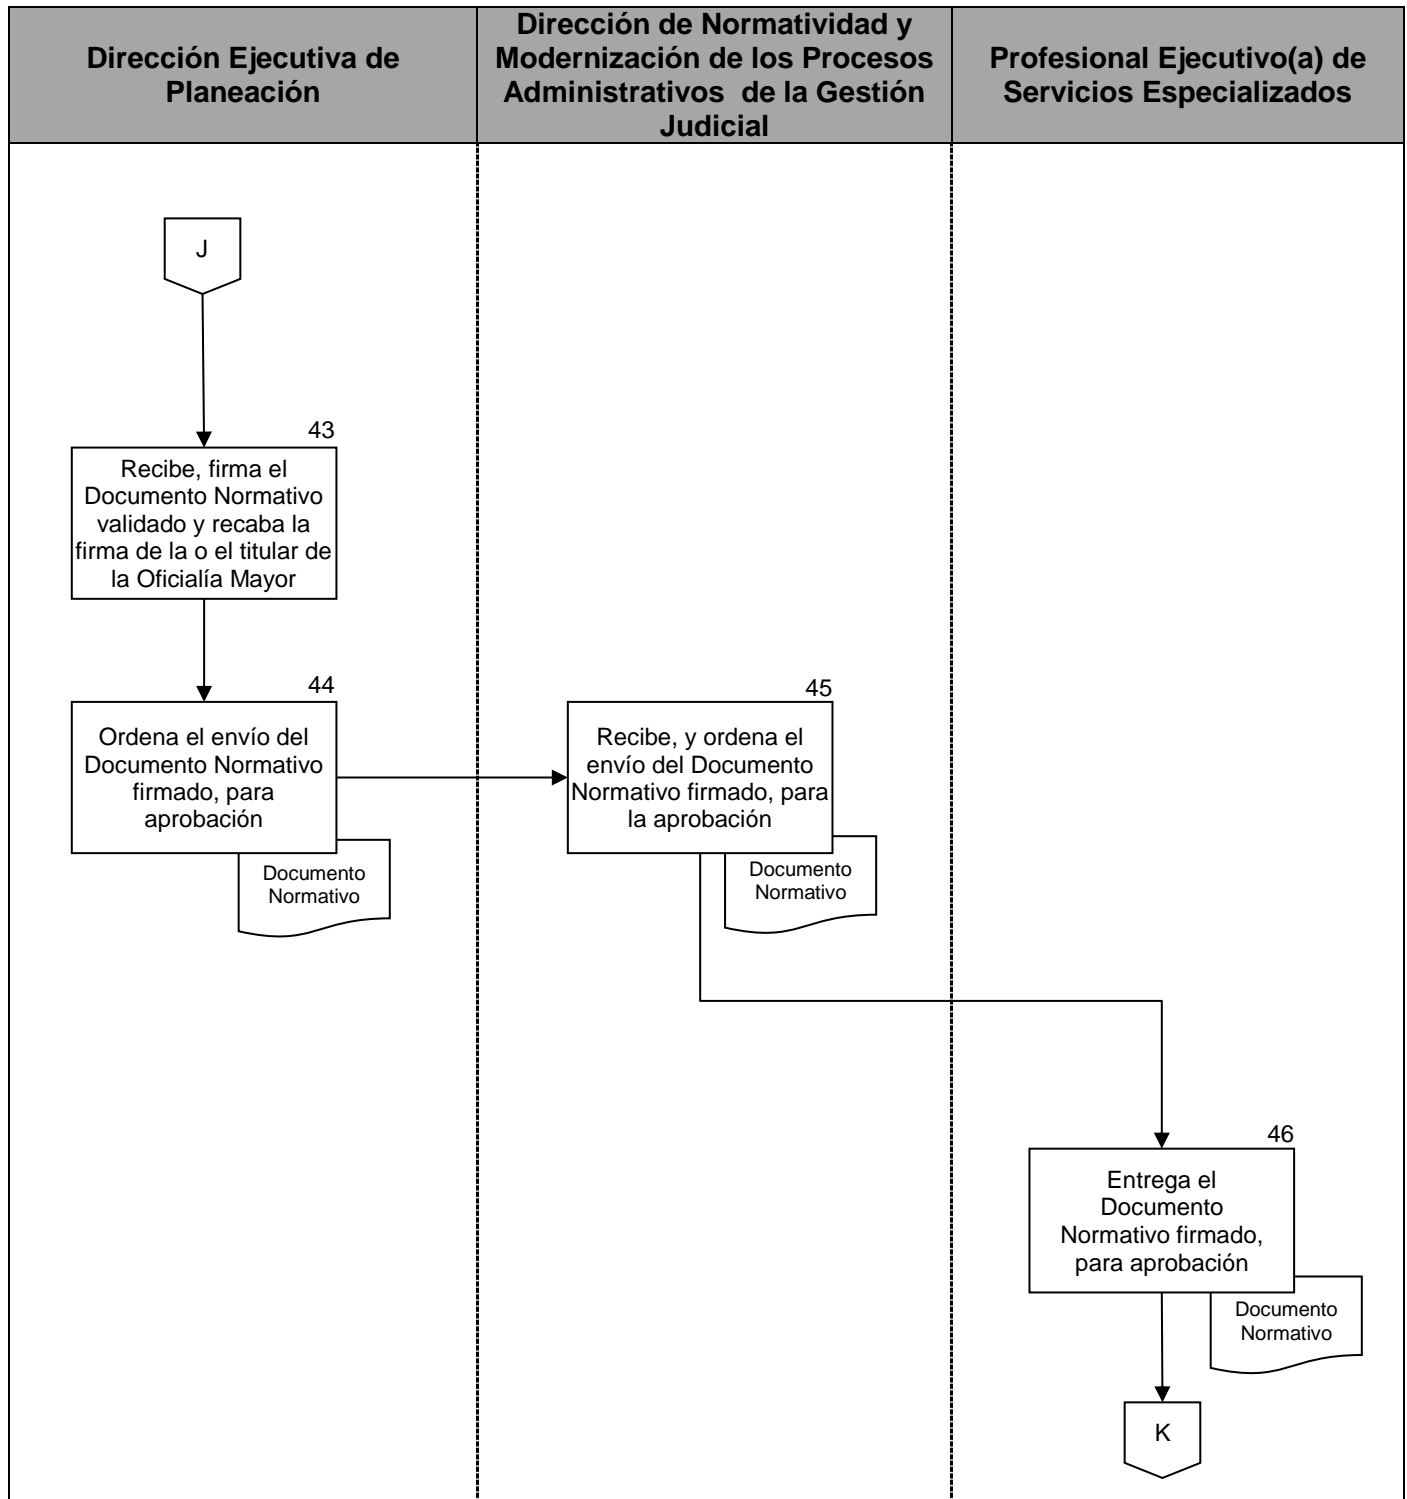 Dirección Ejecutiva de
Planeación
Dirección de Normatividad y
Modernización de los Procesos
Administrativos de la Gestión
Judicial
Profesional Ejecutivo(a) de
Servicios Especializados
J
43
Recibe, firma el
Documento Normativo
validado y recaba la
firma de la o el titular de
la Oficialía Mayor
44
Ordena el envío del
Documento Normativo
firmado, para
aprobación
Documento
Normativo
45
Recibe, y ordena el
envío del Documento
Normativo firmado, para
la aprobación
Documento
Normativo
46
Entrega el
Documento
Normativo firmado,
para aprobación
Documento
Normativo
K